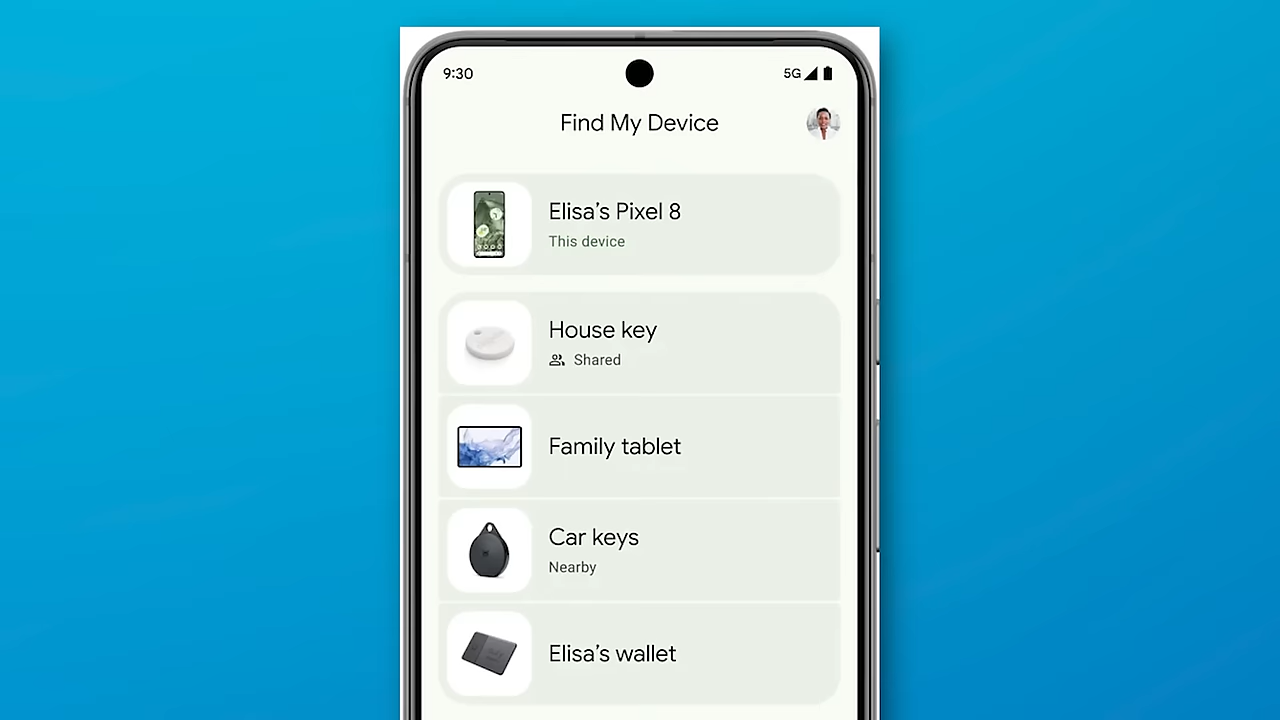 9:30
5G
Find My Device
Elisa’s Pixel 8
This device
House key
Shared
Family tablet
Car keys
Nearby
Elisa’s wallet